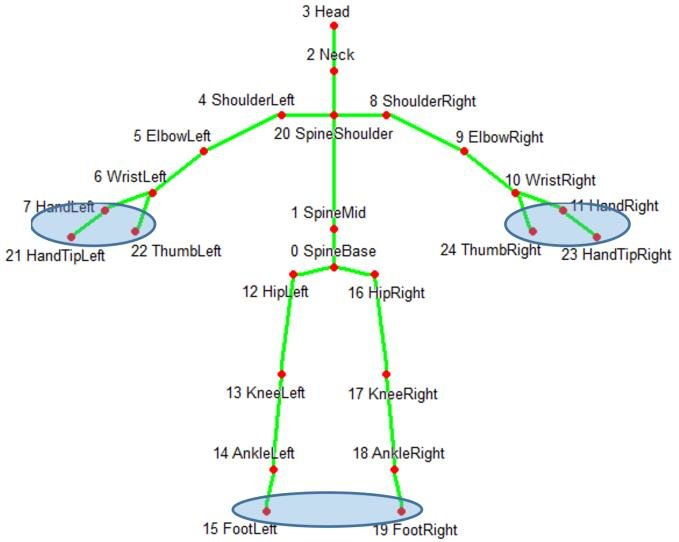 3 Head
2 Neck
4 ShoulderLeft
8 ShoulderRight
20 SpineShoulder
5 ElbowLeft
9 ElbowRight
6 WristLeft
10 WristRight
7 HandLeft
11 HandRight
1 SpineMid
21 HandTipLeft
22 ThumbLeft
0 SpineBase
24 ThumbRight
23 HandTipRight
12 HipLeft
16 HipRight
13 KneeLeft
17 KneeRight
14 AnkleLeft
18 AnkleRight
15 FootLeft
19 FootRight